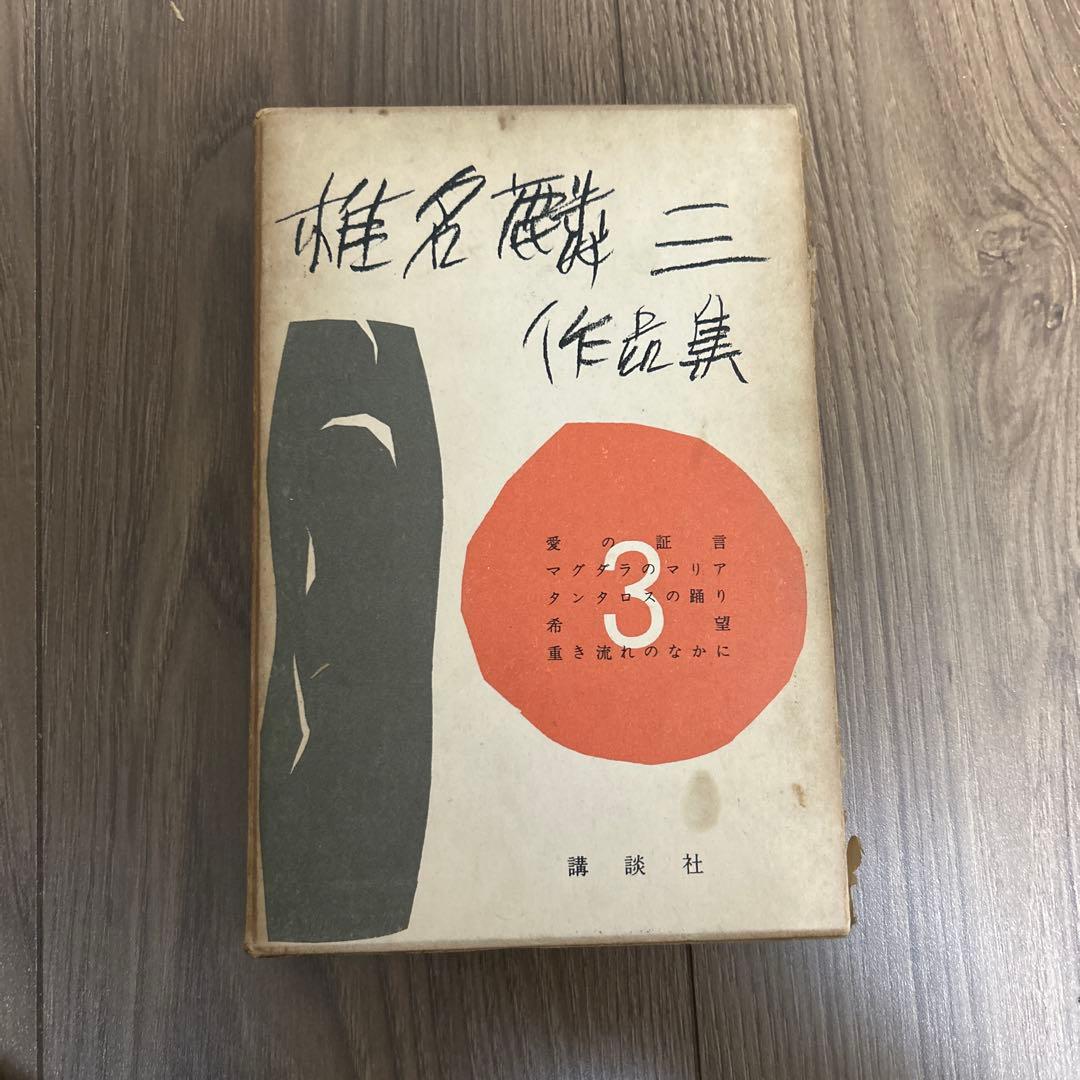 椎名麟三
作品集
3
愛の証言
マグダラのマリア
タンタロスの踊り
希望
重き流れのなかに
講談社